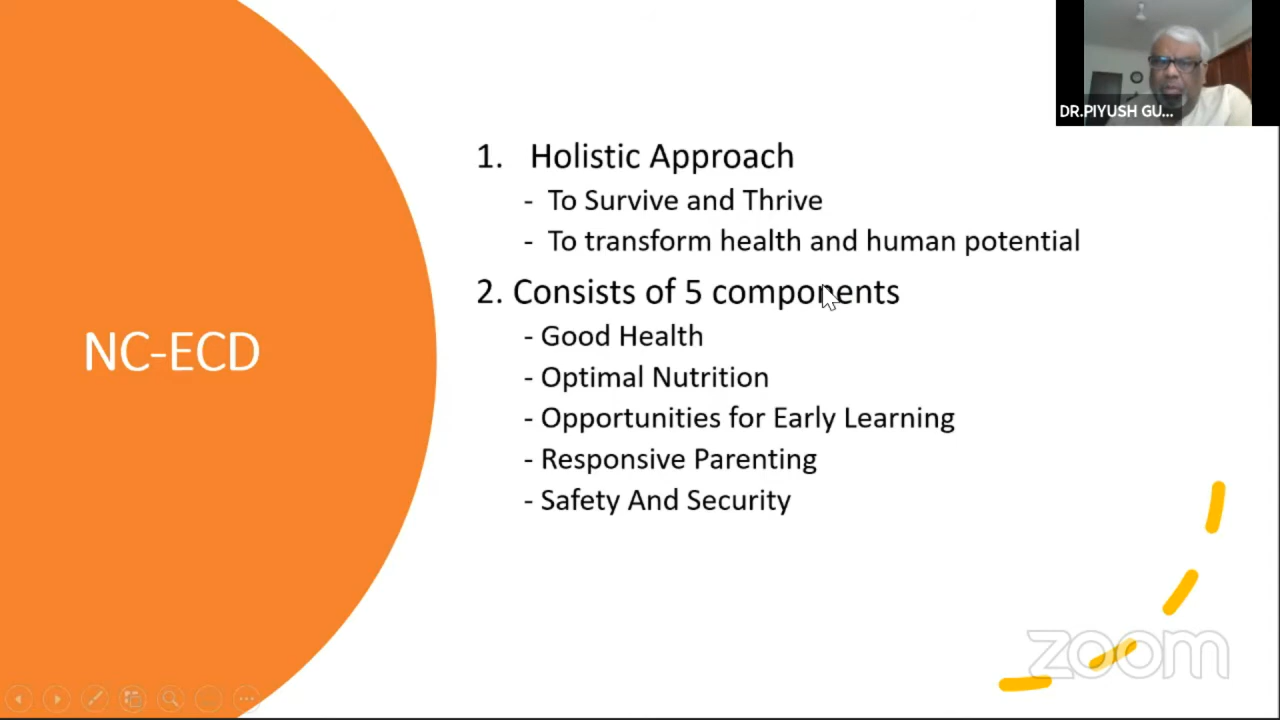 DR.PIYUSH GU...
1. Holistic Approach
- To Survive and Thrive
- To transform health and human potential
2. Consists of 5 components
- Good Health
- Optimal Nutrition
- Opportunities for Early Learning
- Responsive Parenting
- Safety And Security
NC-ECD
zoom